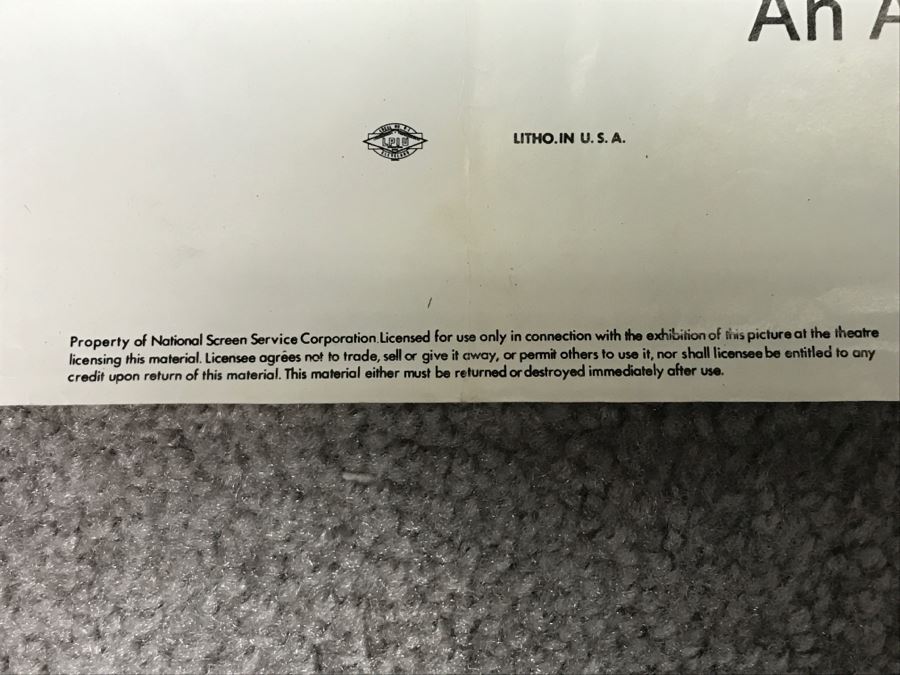 An A
LPIU
CLEVELAND
LITHO.IN U. S. A.
Property of National Screen Service Corporation.Licensed for use only in connection with the exhibition of this picture at the theatre
licensing this material. Licensee agrees not to trade, sell or give it away, or permit others to use it, nor shall licensee be entitled to any
credit upon return of this material. This material either must be returned or destroyed immediately after use.